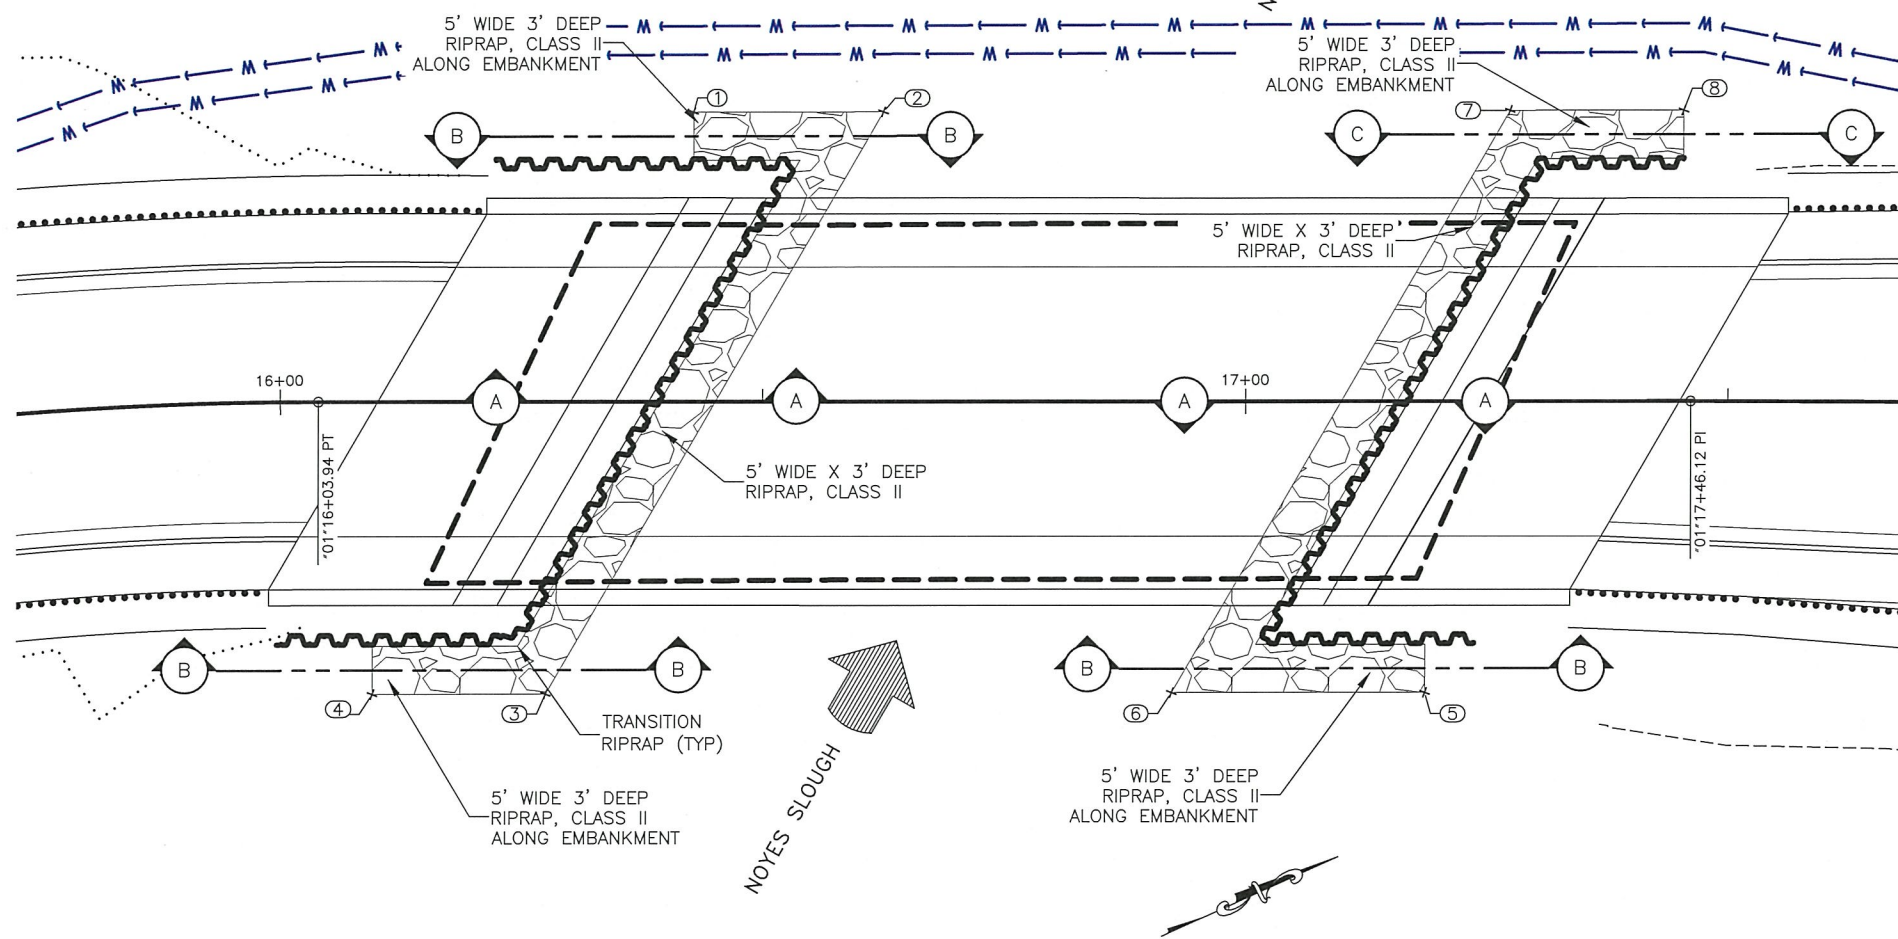 5' WIDE 3' DEEP
RIPRAP, CLASS II
ALONG EMBANKMENT
W W W W W W W W W W
W W W W W W W W W
5' WIDE 3' DEEP
RIPRAP, CLASS II
ALONG EMBANKMENT
1
2
7
8
B
B
C
C
5' WIDE X 3' DEEP
RIPRAP, CLASS II
16+00
17+00
A
A
A
A
"01"16+03.94 PT
"01"17+46.12 PI
5' WIDE X 3' DEEP
RIPRAP, CLASS II
B
B
B
B
4
3
6
5
TRANSITION
RIPRAP (TYP)
5' WIDE 3' DEEP
RIPRAP, CLASS II
ALONG EMBANKMENT
NOYES SLOUGH
5' WIDE 3' DEEP
RIPRAP, CLASS II
ALONG EMBANKMENT